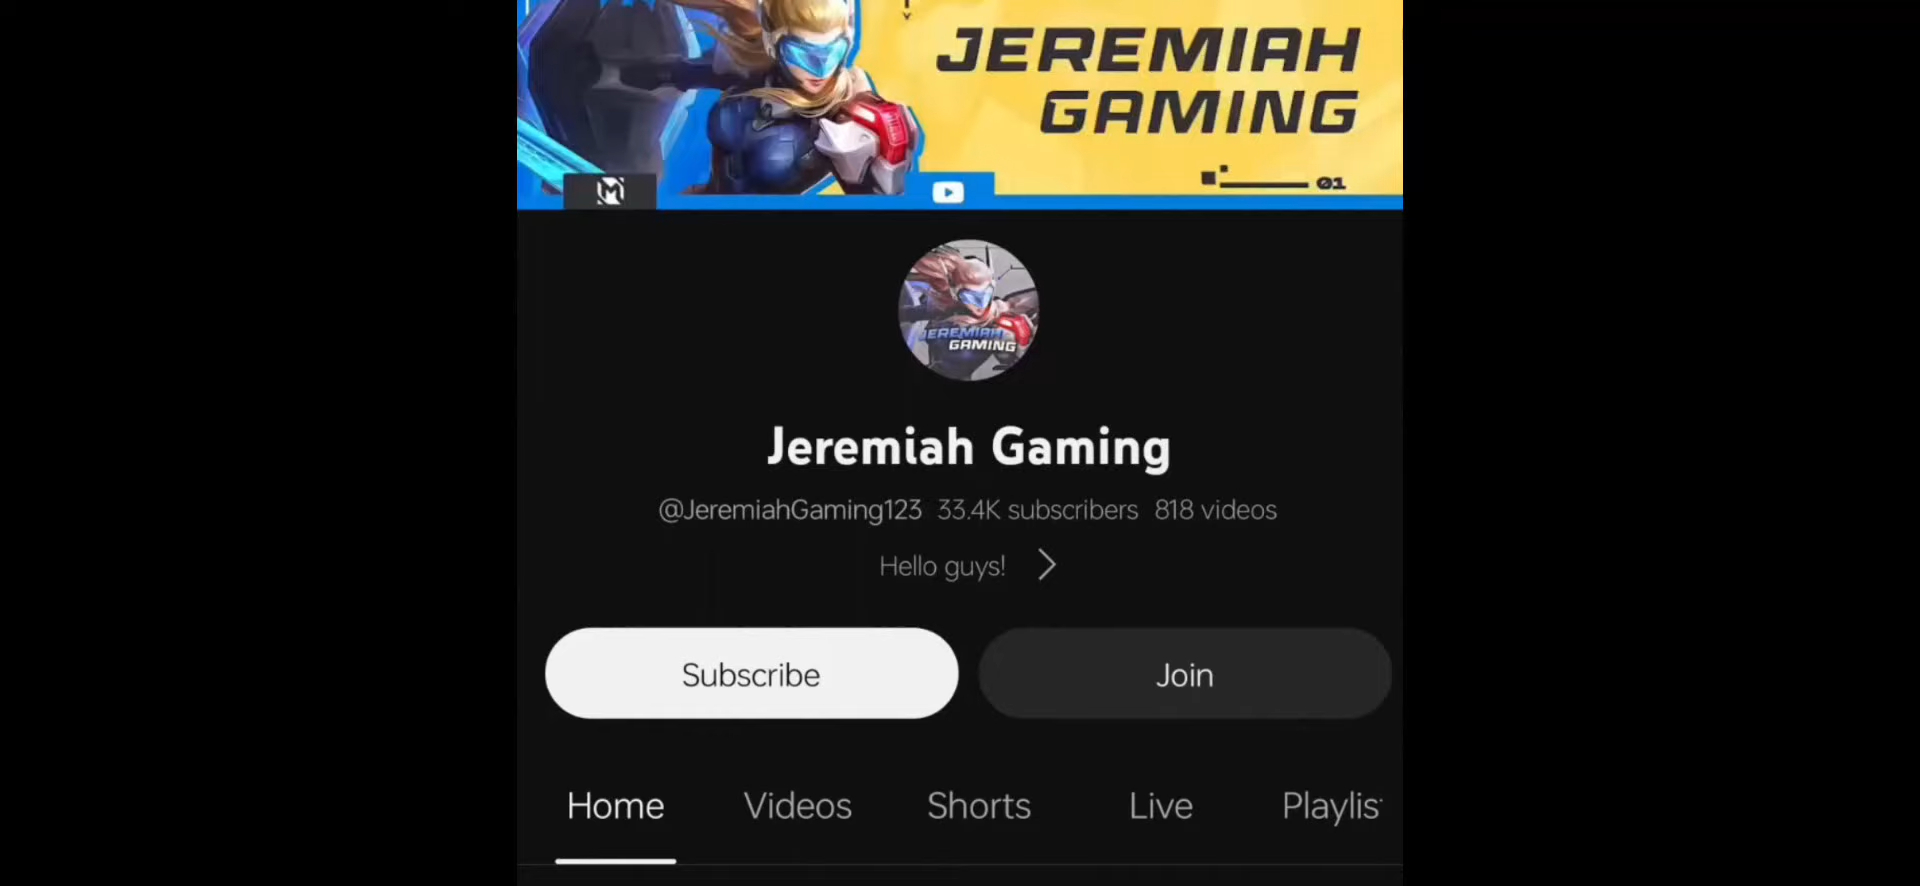 JEREMIAH
GAMING
01
JEREMIAH
GAMING
Jeremiah Gaming
@JeremiahGaming123 33.4K subscribers 818 videos
Hello guys!
Subscribe Join
Home Videos Shorts Live Playlis